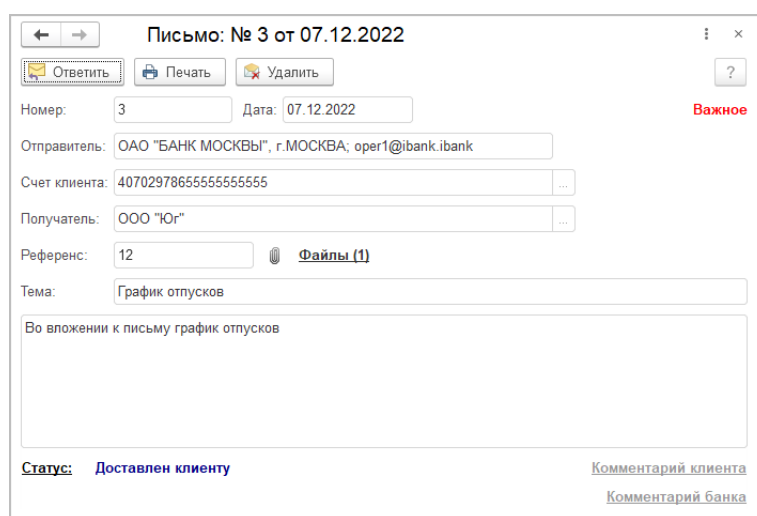 Письмо: № 3 от 07.12.2022
Ответить Печать Удалить ?
Номер: 3 Дата: 07.12.2022 Важное
Отправитель: ОАО "БАНК МОСКВЫ", г.МОСКВА; oper1@ibank.ibank
Счет клиента: 40702978655555555555 ...
Получатель: ООО "Юг" ...
Референс: 12 Файлы (1)
Тема: График отпусков
Во вложении к письму график отпусков
Статус: Доставлен клиенту Комментарий клиента
Комментарий банка